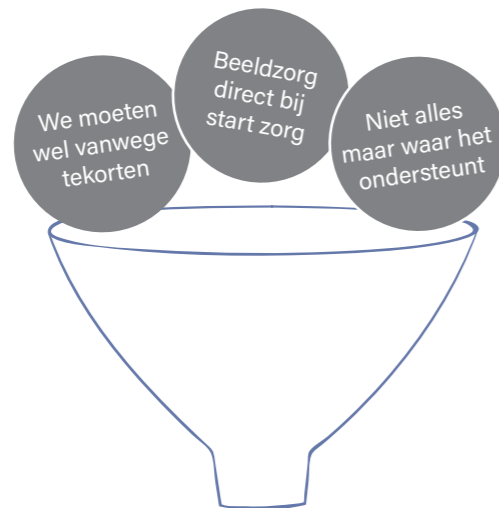 We moeten
wel vanwege
tekorten
Beeldzorg
direct bij
start zorg
Niet alles
maar waar het
ondersteunt